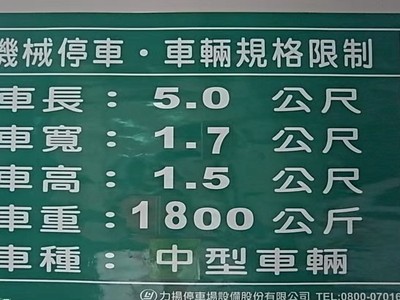 機械停車·車輛規格限制
車長: 5.0 公尺
車寬: 1.7 公尺
車高: 1.5 公尺
車重: 1800 公斤
車種: 中型車輛
力揚停車場設備股份有限公司 TEL:0800-07016